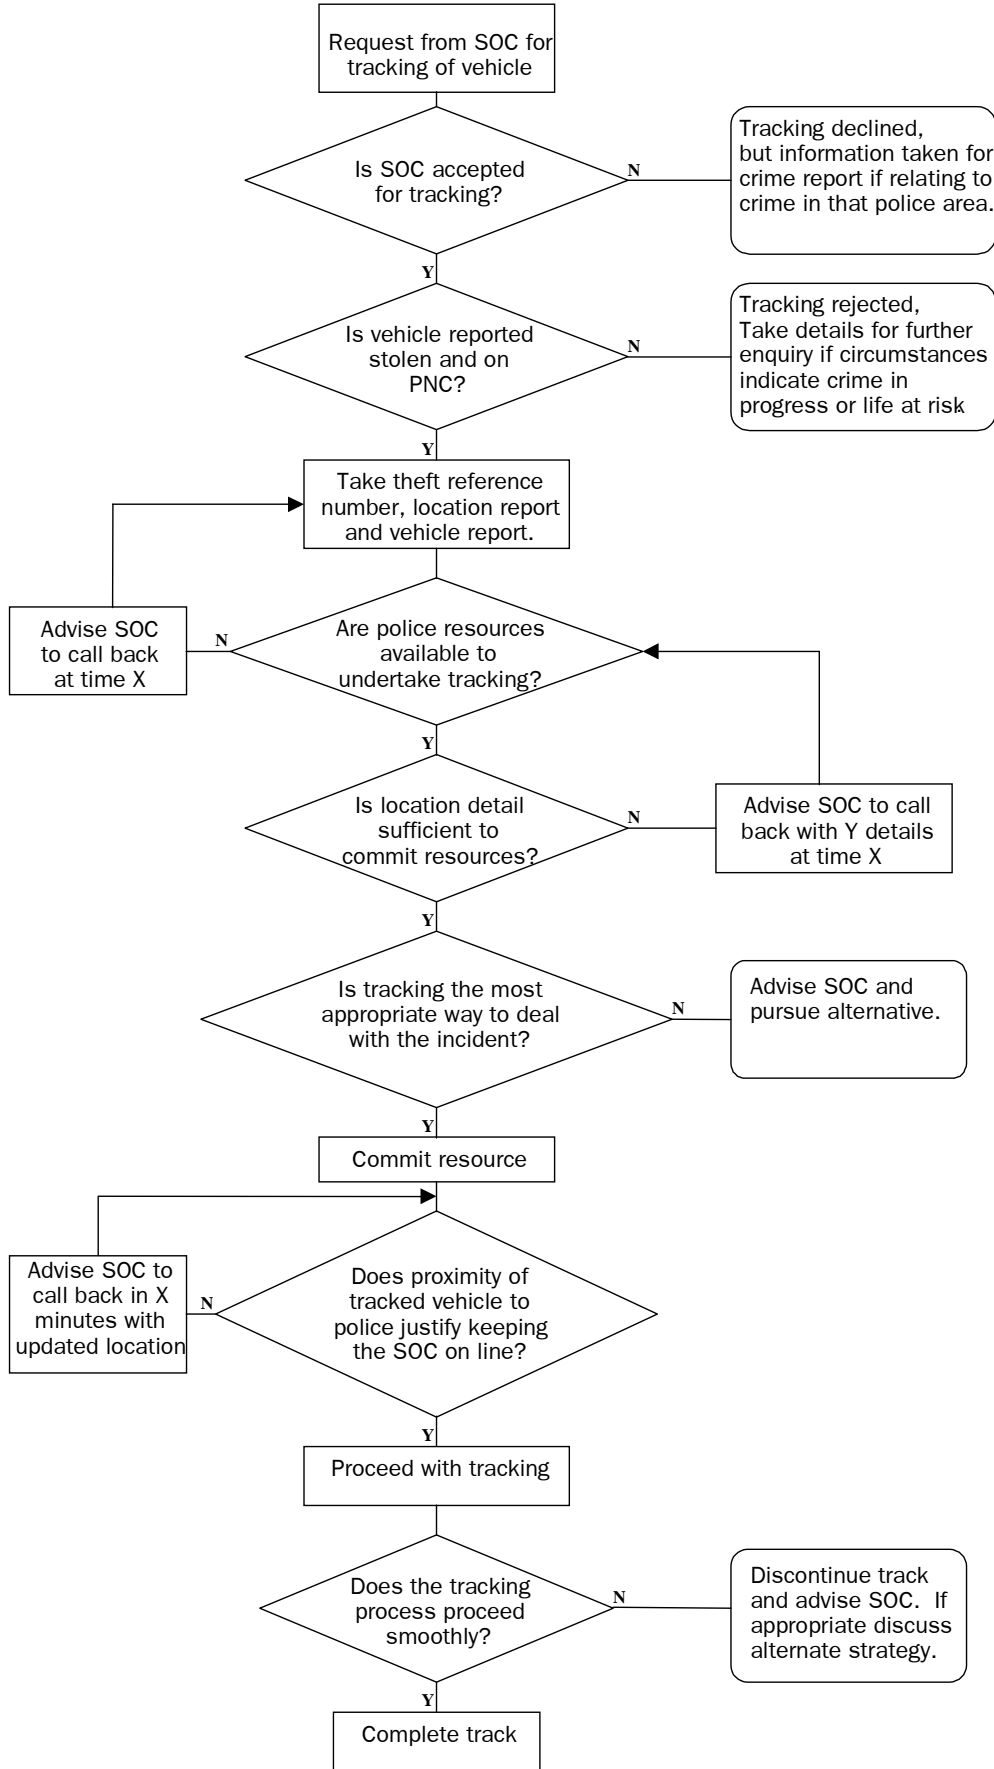 Request from SOC for
tracking of vehicle
Is SOC accepted
for tracking?
N
Tracking declined,
but information taken for
crime report if relating to
crime in that police area.
Y
Is vehicle reported
stolen and on
PNC?
N
Tracking rejected,
Take details for further
enquiry if circumstances
indicate crime in
progress or life at risk
Y
Take theft reference
number, location report
and vehicle report.
Advise SOC
to call back
at time X
N
Are police resources
available to
undertake tracking?
Y
Is location detail
sufficient to
commit resources?
N
Advise SOC to call
back with Y details
at time X
Y
Is tracking the most
appropriate way to deal
with the incident?
N
Advise SOC and
pursue alternative.
Y
Commit resource
Advise SOC to
call back in X
minutes with
updated location
N
Does proximity of
tracked vehicle to
police justify keeping
the SOC on line?
Y
Proceed with tracking
Does the tracking
process proceed
smoothly?
N
Discontinue track
and advise SOC.  If
appropriate discuss
alternate strategy.
Y
Complete track